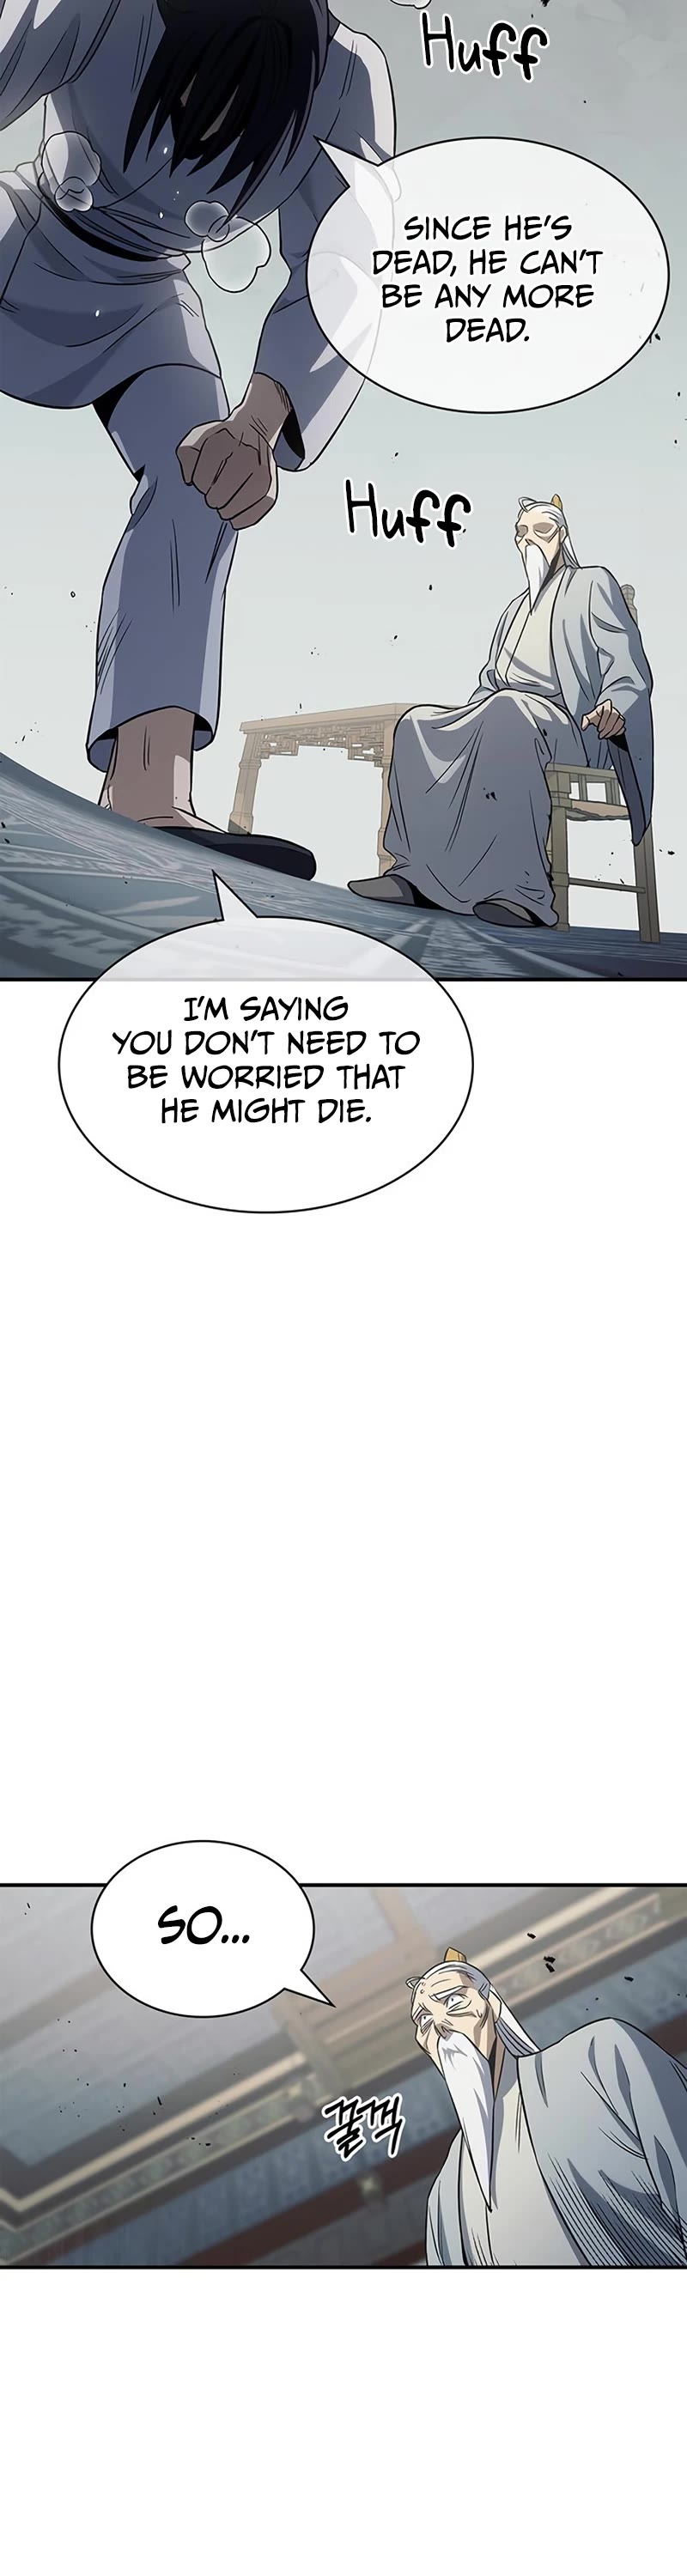 Huff
SINCE HE'S
DEAD, HE CAN'T
BE ANY MORE
DEAD.
Huff
I'M SAYING
YOU DON'T NEED TO
BE WORRIED THAT
HE MIGHT DIE.
SO...
꿀꺽